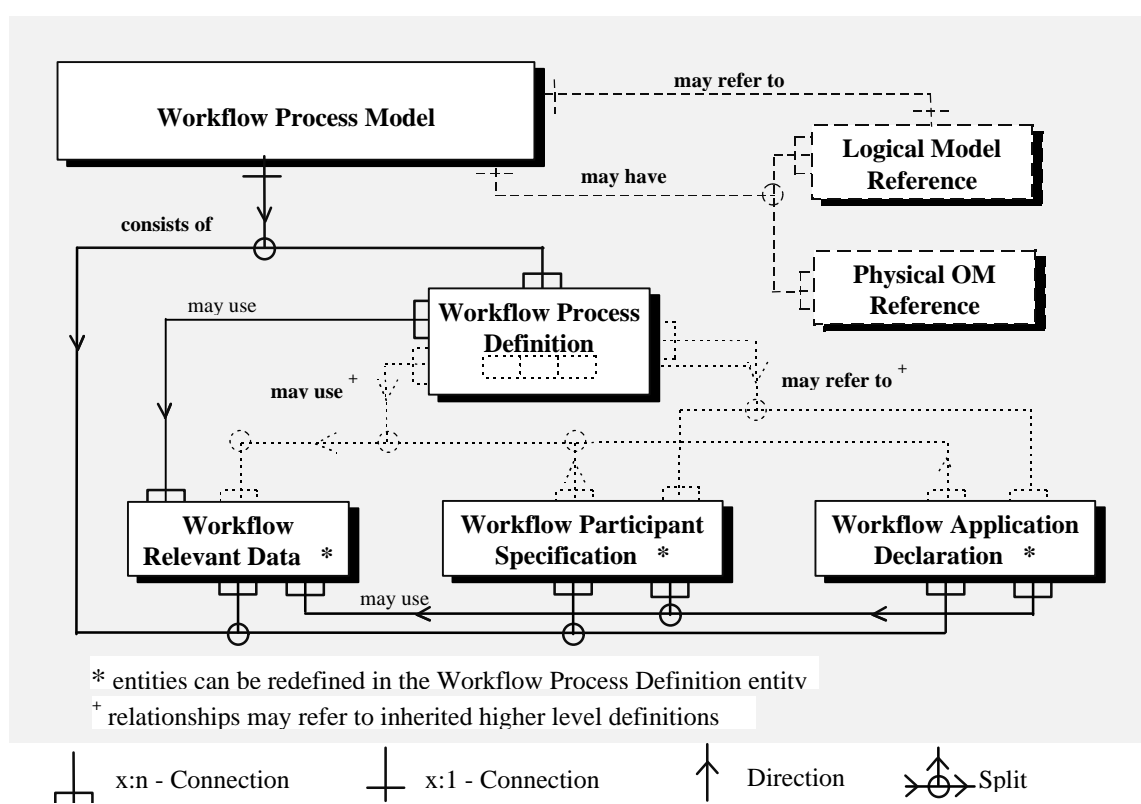 may refer to
Workflow Process Model
Logical Model
Reference
may have
consists of
Physical OM
Reference
may use
Workflow Process
Definition
may use +
may refer to +
Workflow
Relevant Data *
Workflow Participant
Specification *
Workflow Application
Declaration *
may use
* entities can be redefined in the Workflow Process Definition entity
+ relationships may refer to inherited higher level definitions
x:n - Connection
x:1 - Connection
Direction
Split